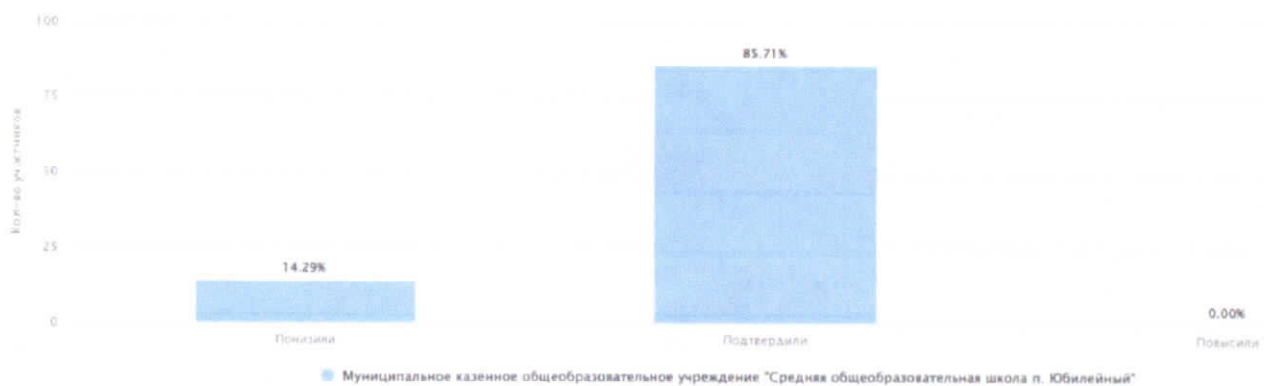 100
85.71%
75
Кол-во участников
50
25
14.29%
0
0.00%
Понизили
Подтвердили
Повысили
Муниципальное казенное общеобразовательное учреждение "Средняя общеобразовательная школа п. Юбилейный"